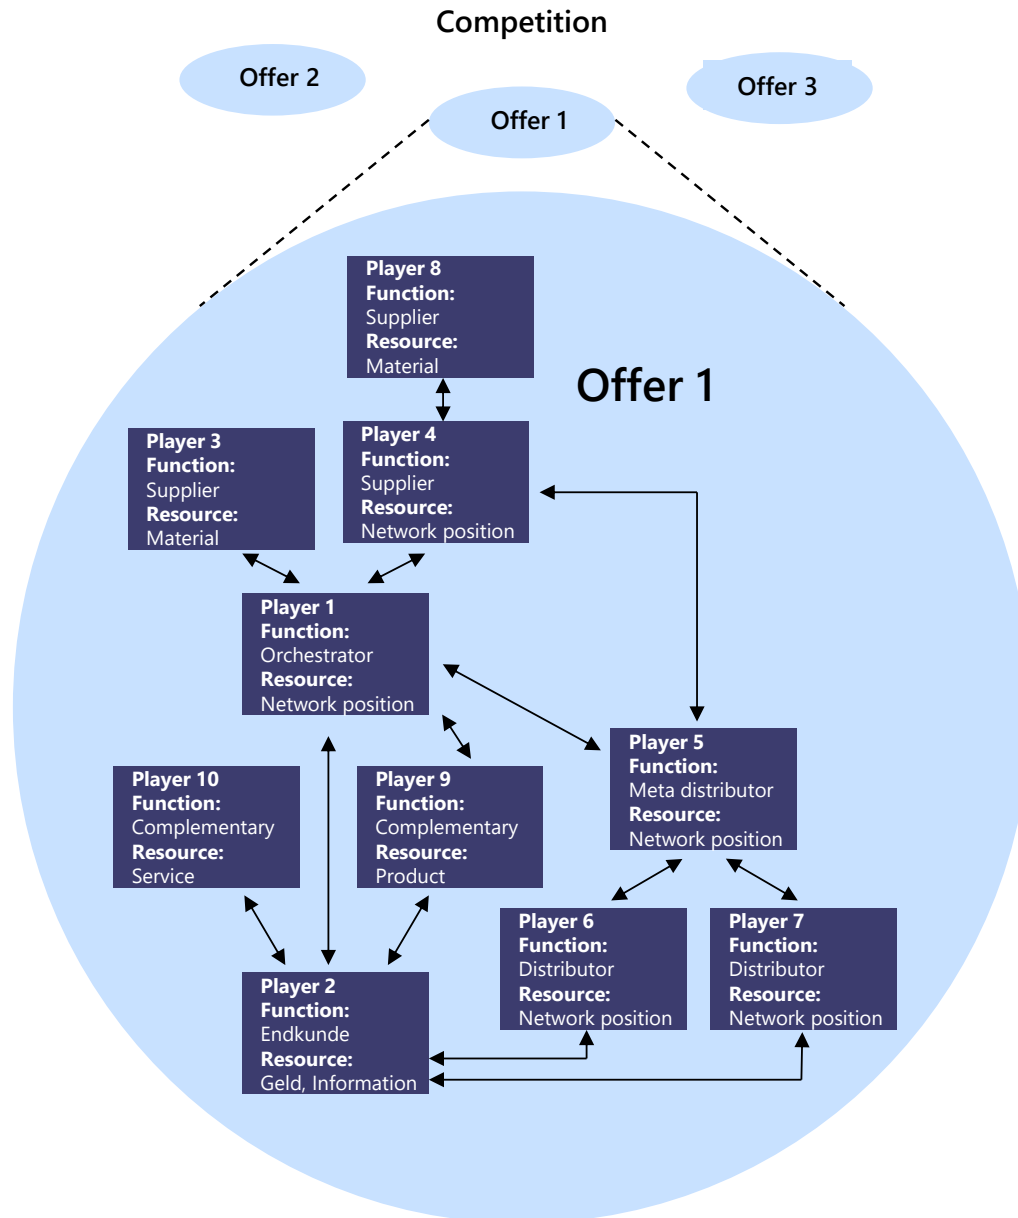 Competition
Offer 2
Offer 1
Offer 3
Offer 1
Player 8
Function:
Supplier
Resource:
Material
Player 3
Function:
Supplier
Resource:
Material
Player 4
Function:
Supplier
Resource:
Network position
Player 1
Function:
Orchestrator
Resource:
Network position
Player 5
Function:
Meta distributor
Resource:
Network position
Player 10
Function:
Complementary
Resource:
Service
Player 9
Function:
Complementary
Resource:
Product
Player 6
Function:
Distributor
Resource:
Network position
Player 7
Function:
Distributor
Resource:
Network position
Player 2
Function:
Endkunde
Resource:
Geld, Information